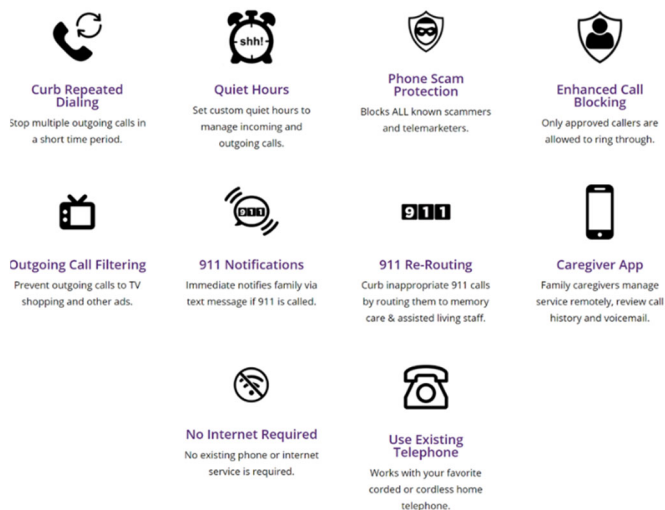 shh!
Curb Repeated
Dialing
Stop multiple outgoing calls in
a short time period.
Quiet Hours
Set custom quiet hours to
manage incoming and
outgoing calls.
Phone Scam
Protection
Blocks ALL known scammers
and telemarketers.
Enhanced Call
Blocking
Only approved callers are
allowed to ring through.
Outgoing Call Filtering
Prevent outgoing calls to TV
shopping and other ads.
911
911 Notifications
Immediate notifies family via
text message if 911 is called.
911
911 Re-Routing
Curb inappropriate 911 calls
by routing them to memory
care & assisted living staff.
Caregiver App
Family caregivers manage
service remotely, review call
history and voicemail.
No Internet Required
No existing phone or internet
service is required.
Use Existing
Telephone
Works with your favorite
corded or cordless home
telephone.